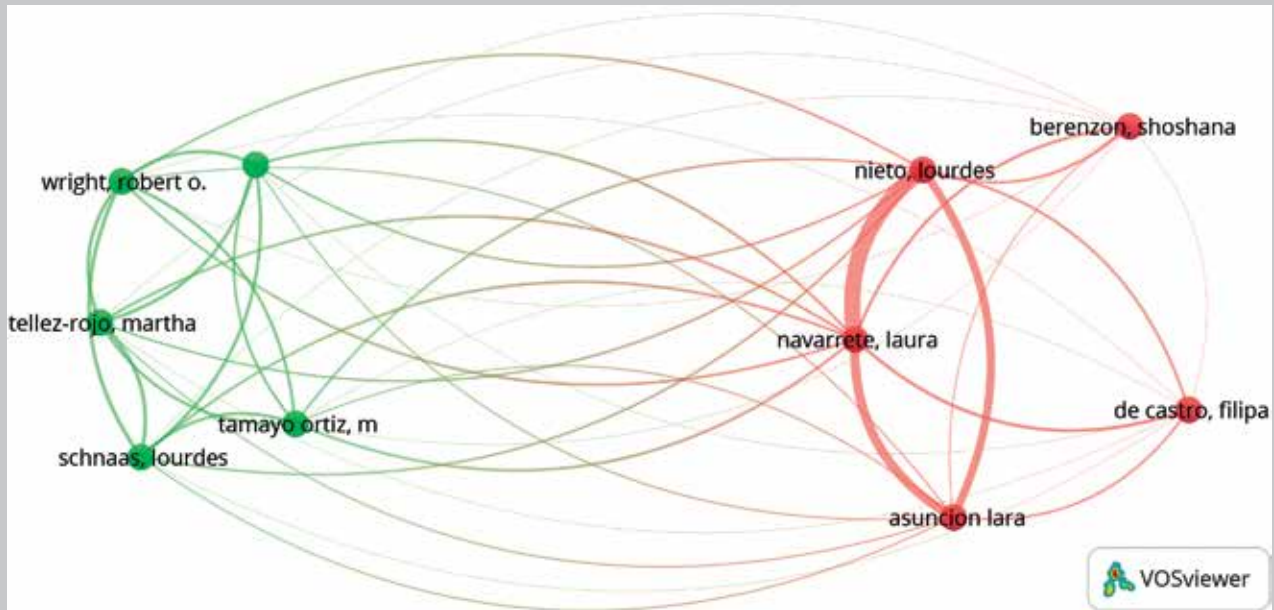 berenzon, shoshana
nieto, lourdes
wright, robert o.
tellez-rojo, martha
navarrete, laura
de castro, filipa
tamayo ortiz, m
schnaas, lourdes
asuncion lara
VOSviewer